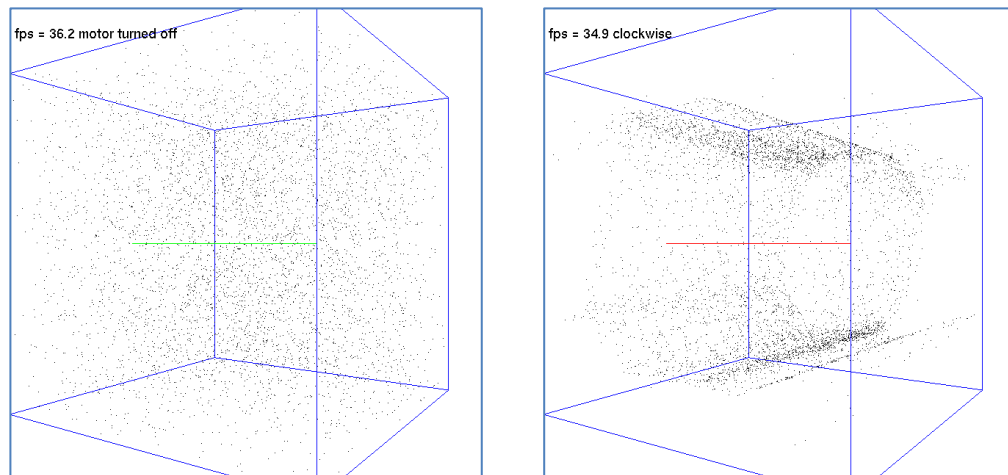 fps = 36.2 motor turned off
fps = 34.9 clockwise